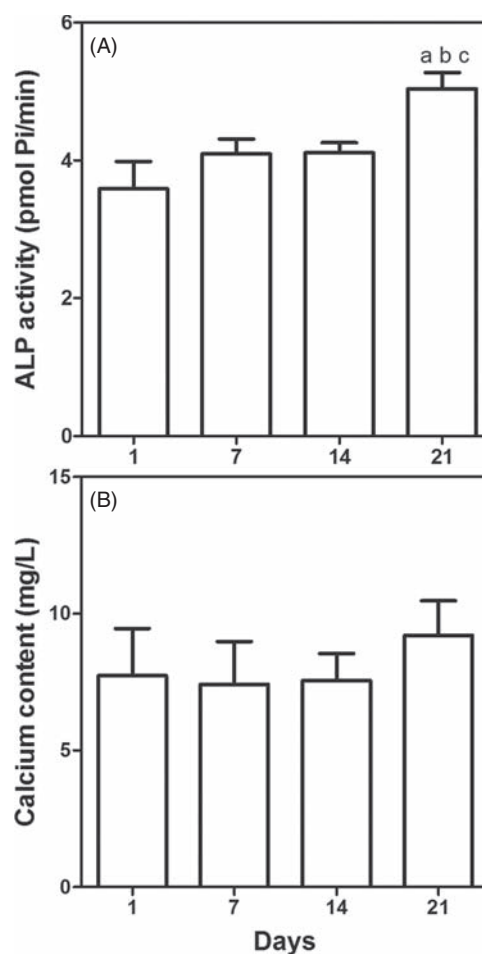 (A)
a b c
ALP activity (pmol Pi/min)
6
4
2
0
1 7 14 21
(B)
Calcium content (mg/L)
15
10
5
0
1 7 14 21
Days